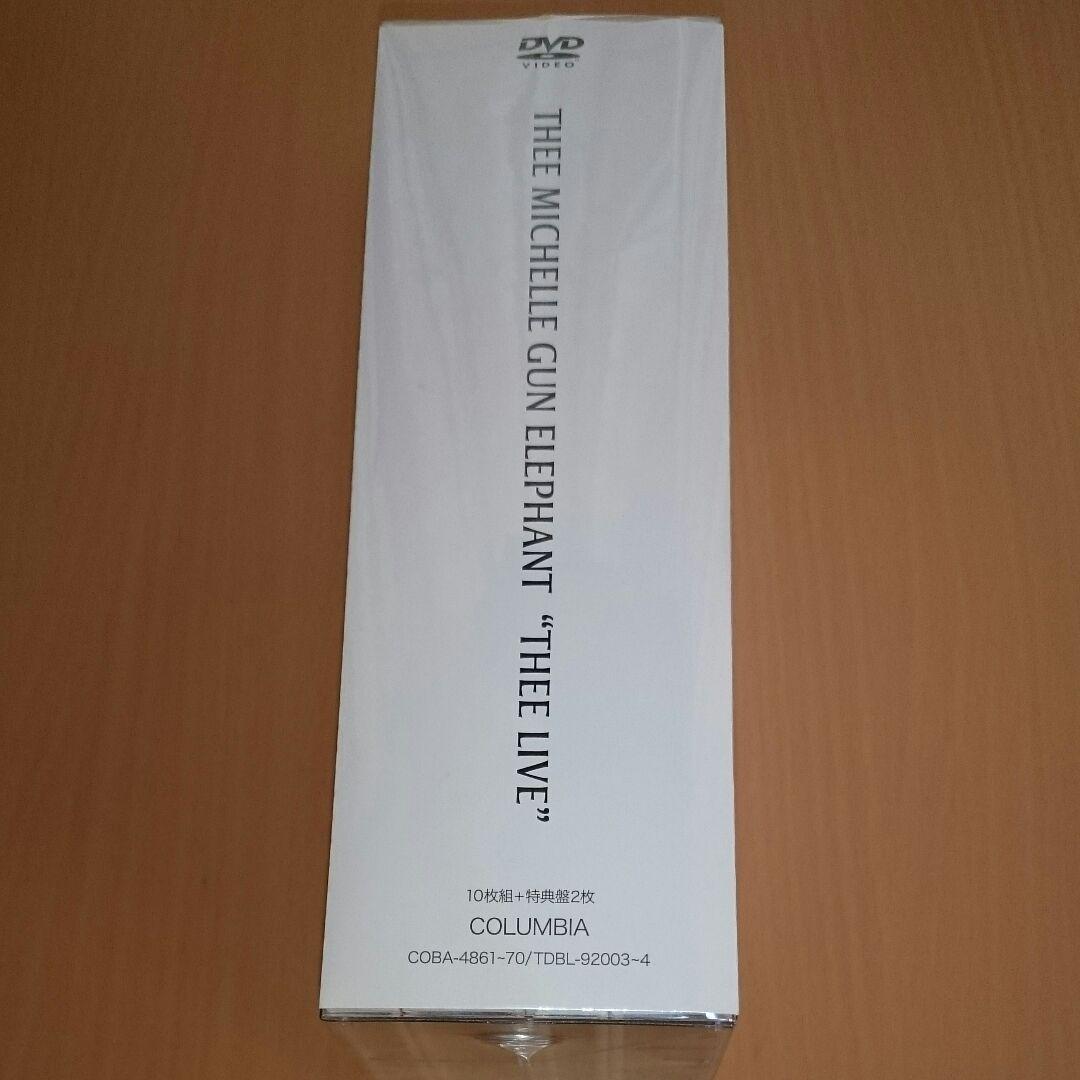 DVD
VIDEO
THEE MICHELLE GUN ELEPHANT “THEE LIVE”
10枚組+特典盤2枚
COLUMBIA
COBA-4861~70/TDBL-92003~4